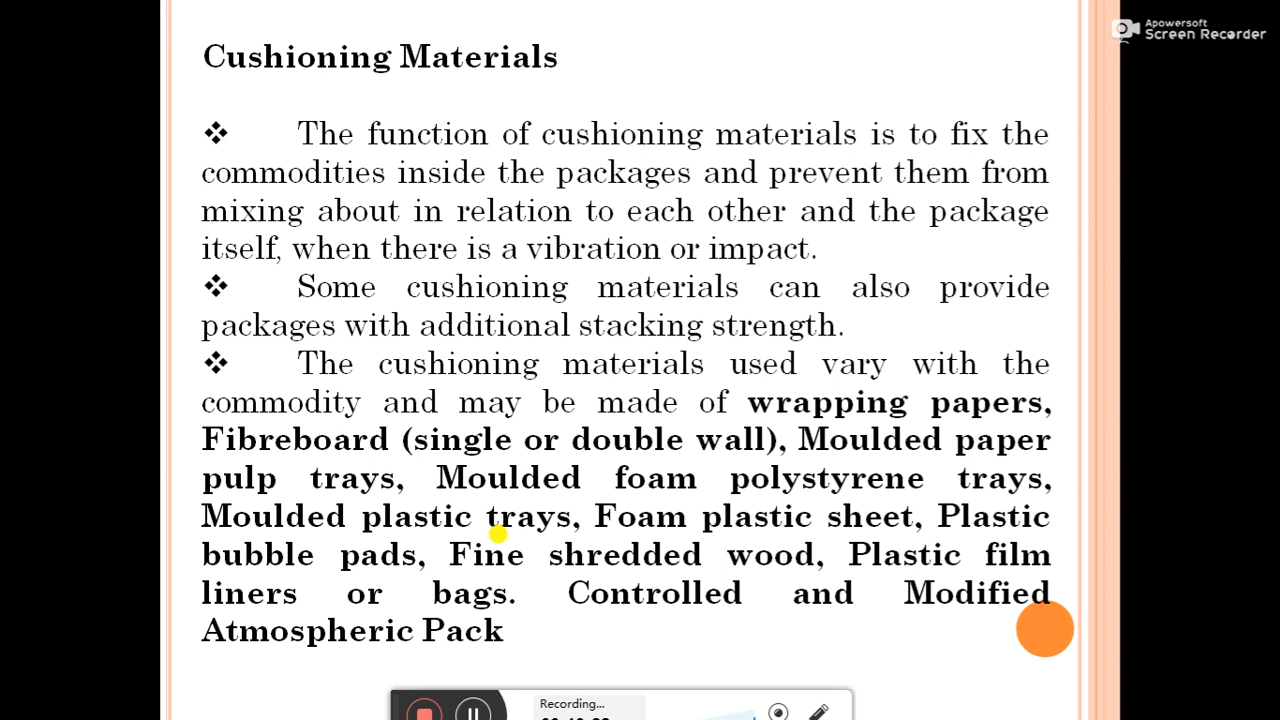 Apowersoft
Screen Recorder
Cushioning Materials
❖ The function of cushioning materials is to fix the
commodities inside the packages and prevent them from
mixing about in relation to each other and the package
itself, when there is a vibration or impact.
❖ Some cushioning materials can also provide
packages with additional stacking strength.
❖ The cushioning materials used vary with the
commodity and may be made of wrapping papers,
Fibreboard (single or double wall), Moulded paper
pulp trays, Moulded foam polystyrene trays,
Moulded plastic trays, Foam plastic sheet, Plastic
bubble pads, Fine shredded wood, Plastic film
liners or bags. Controlled and Modified
Atmospheric Pack
Recording...